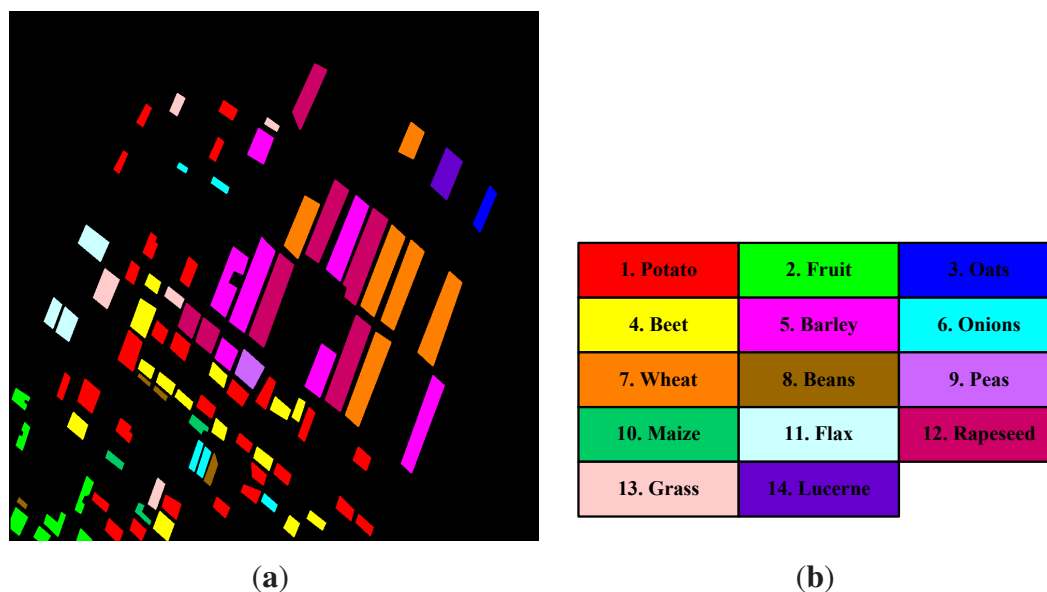 1. Potato 2. Fruit 3. Oats
4. Beet 5. Barley 6. Onions
7. Wheat 8. Beans 9. Peas
10. Maize 11. Flax 12. Rapeseed
13. Grass 14. Lucerne
(a) (b)